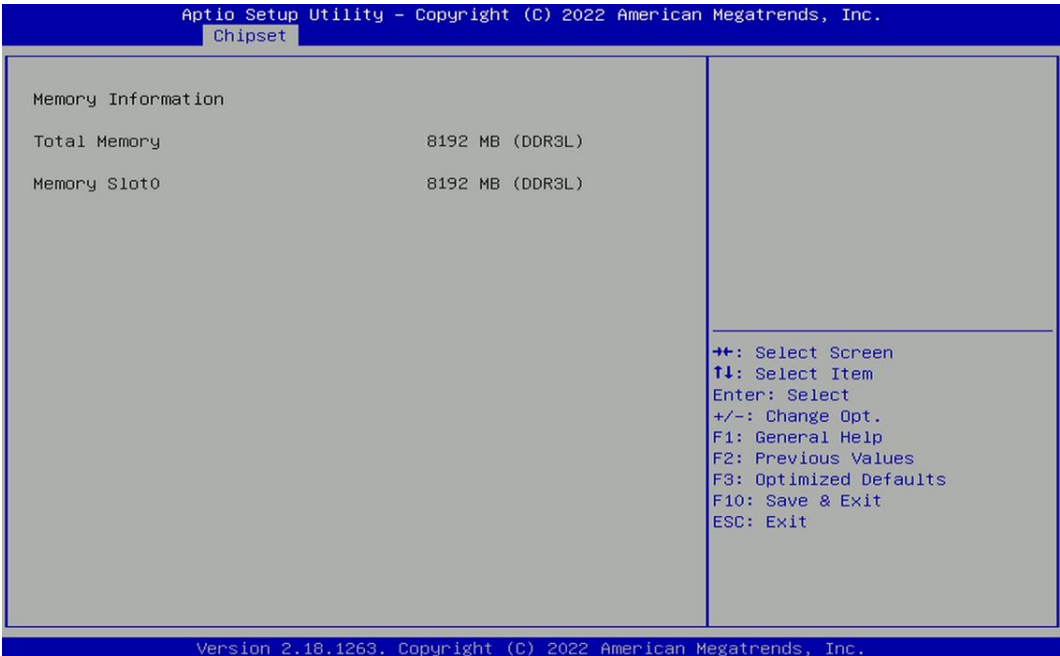 Aptio Setup Utility – Copyright (C) 2022 American Megatrends, Inc.
Chipset
Memory Information
Total Memory 8192 MB (DDR3L)
Memory Slot0 8192 MB (DDR3L)
→←: Select Screen
↑↓: Select Item
Enter: Select
+/-: Change Opt.
F1: General Help
F2: Previous Values
F3: Optimized Defaults
F10: Save & Exit
ESC: Exit
Version 2.18.1263. Copyright (C) 2022 American Megatrends, Inc.